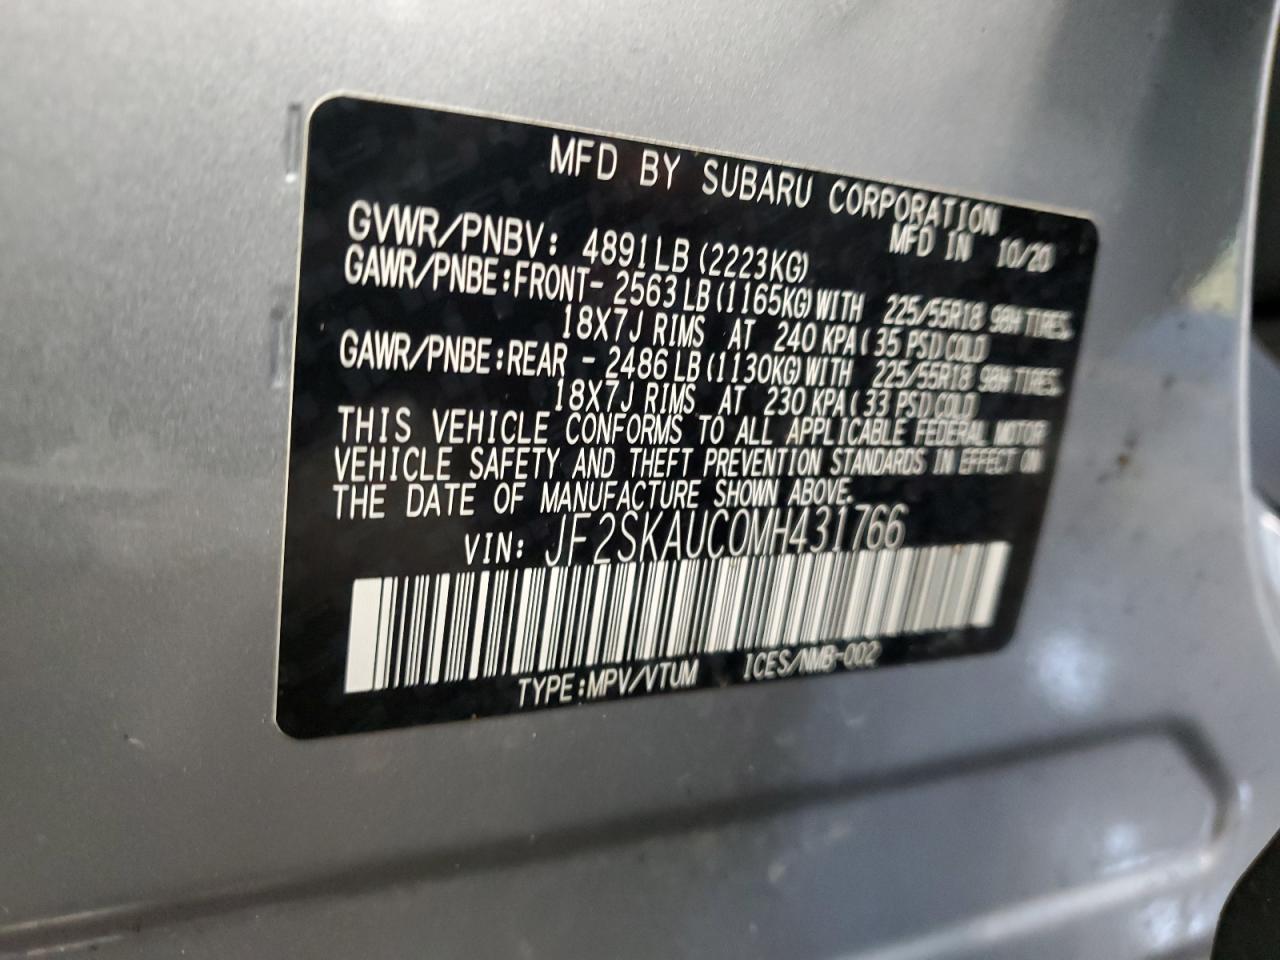 MFD BY SUBARU CORPORATION
MFD IN 10/20
GVWR/PNBV: 4891LB (2223KG)
GAWR/PNBE:FRONT- 2563 LB (1165KG) WITH 225/55R18 98H TIRES,
18X7J RIMS AT 240 KPA ( 35 PSI) COLD
GAWR/PNBE:REAR - 2486 LB (1130KG) WITH 225/55R18 98H TIRES,
18X7J RIMS AT 230 KPA ( 33 PSI) COLD
THIS VEHICLE CONFORMS TO ALL APPLICABLE FEDERAL MOTOR
VEHICLE SAFETY AND THEFT PREVENTION STANDARDS IN EFFECT ON
THE DATE OF MANUFACTURE SHOWN ABOVE.
VIN: JF2SKAUC0MH431766
TYPE:MPV/VTUM ICES/NMB-002